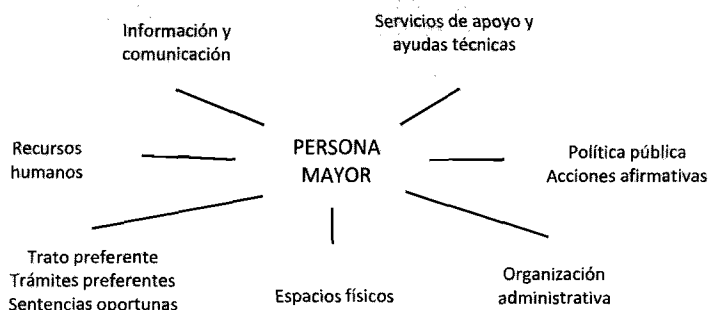 Información y
comunicación
Servicios de apoyo y
ayudas técnicas
Recursos
humanos
PERSONA
MAYOR
Política pública
Acciones afirmativas
Trato preferente
Trámites preferentes
Sentencias oportunas
Espacios físicos
Organización
administrativa